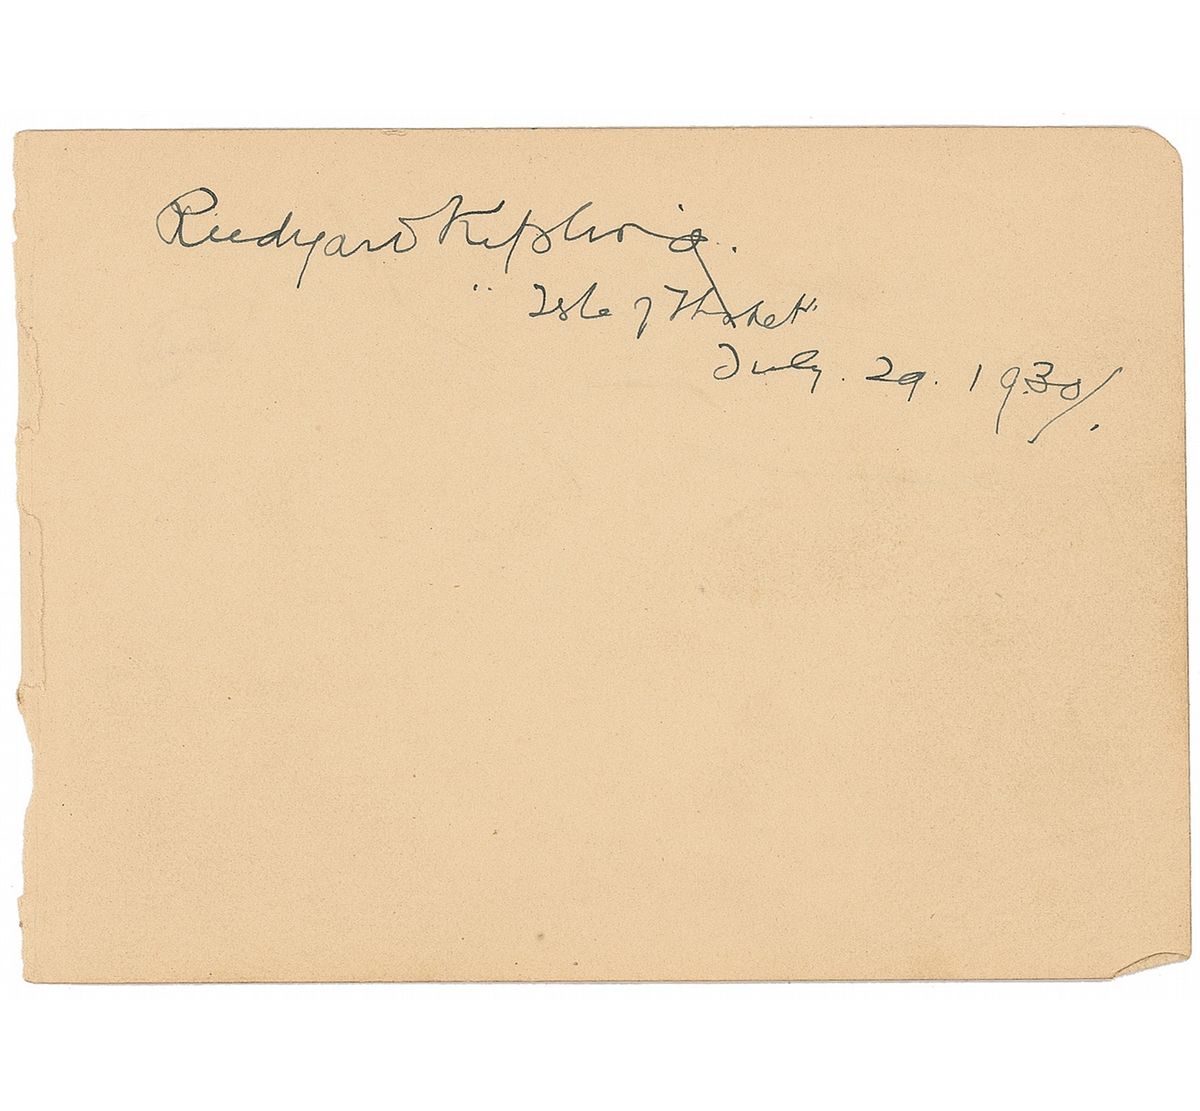 Rudyard Kipling.
"Isle of Thanet"
July. 29. 1930/.